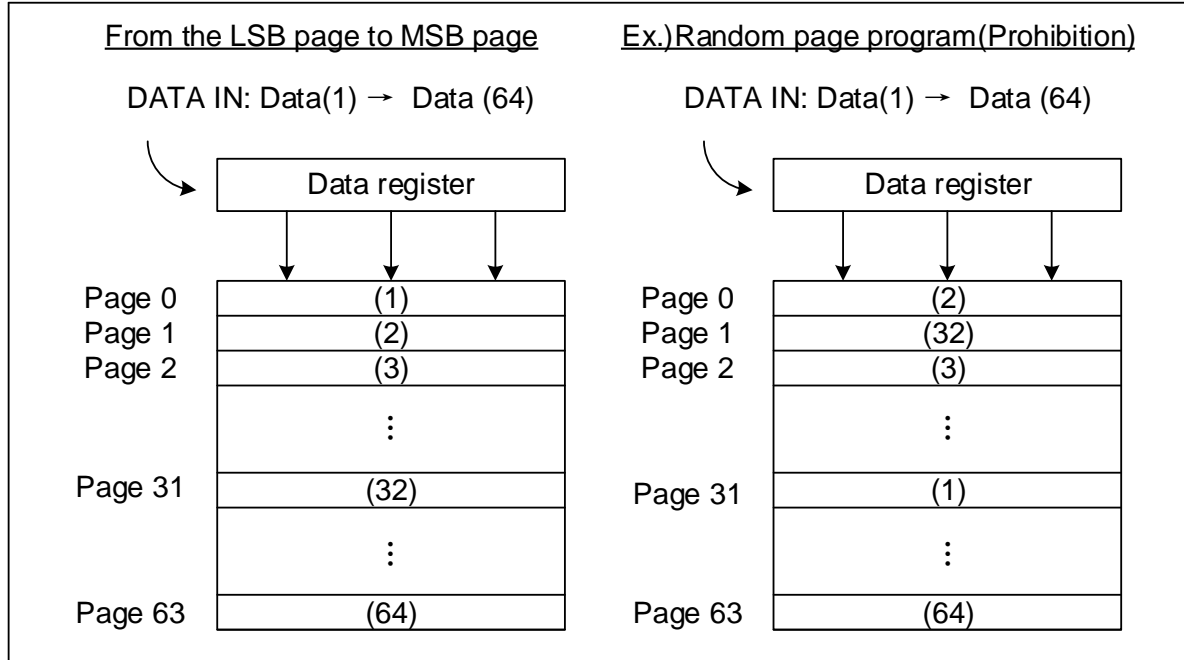 From the LSB page to MSB page
DATA IN: Data(1) → Data (64)
Data register
Page 0 (1)
Page 1 (2)
Page 2 (3)
⋮
Page 31 (32)
⋮
Page 63 (64)
Ex.)Random page program(Prohibition)
DATA IN: Data(1) → Data (64)
Data register
Page 0 (2)
Page 1 (32)
Page 2 (3)
⋮
Page 31 (1)
⋮
Page 63 (64)